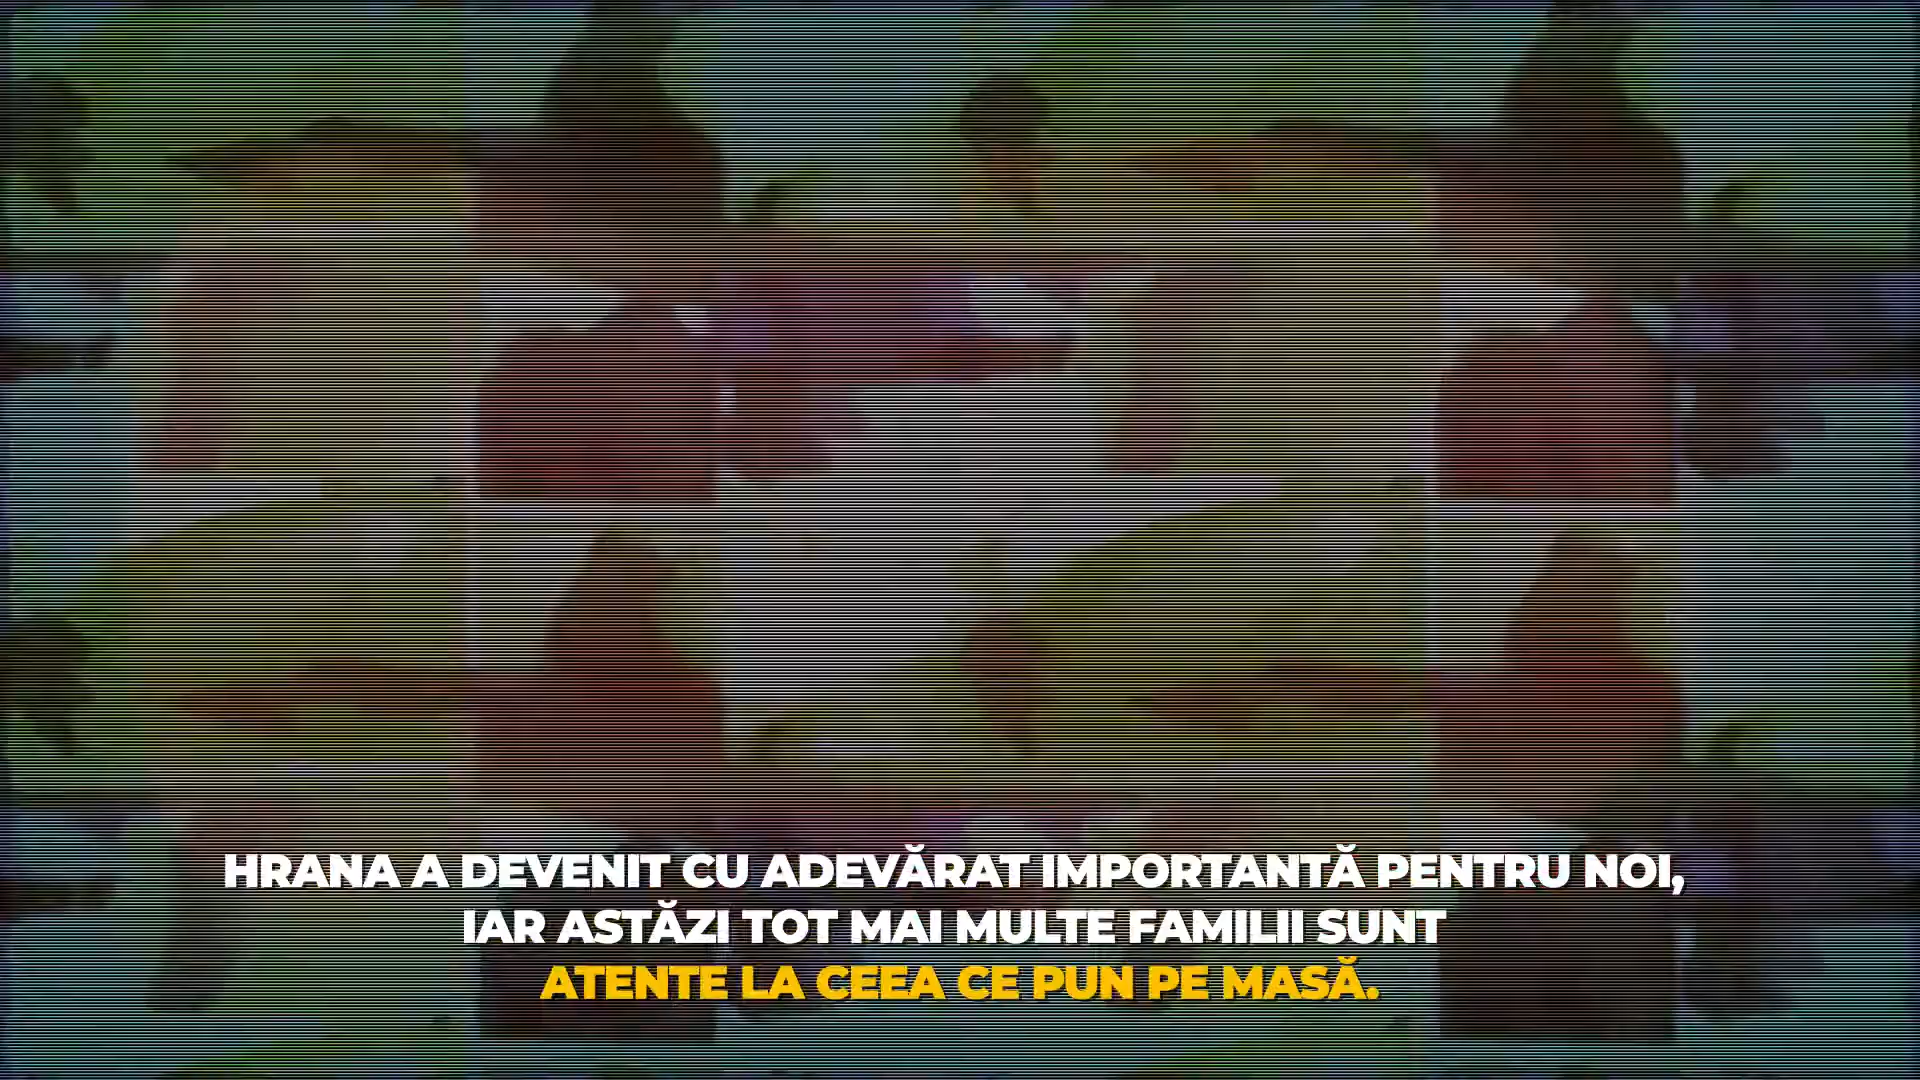 HRANA A DEVENIT CU ADEVĂRAT IMPORTANTĂ PENTRU NOI,
IAR ASTĂZI TOT MAI MULTE FAMILII SUNT
ATENTE LA CEEA CE PUN PE MASĂ.